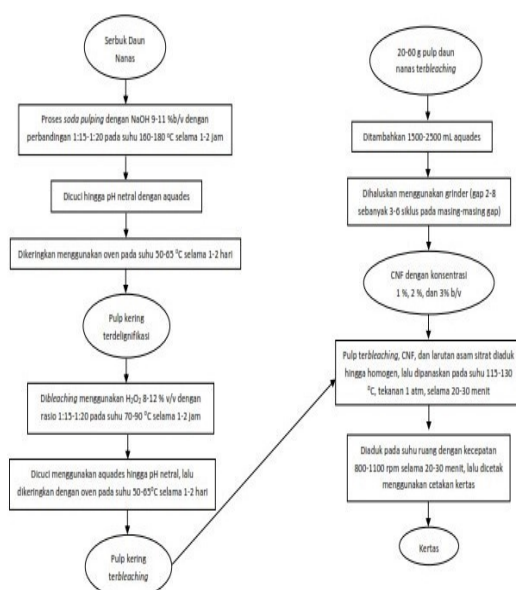 Serbuk Daun
Nanas
Proses soda pulping dengan NaOH 9-11 %b/v dengan
perbandingan 1:15-1:20 pada suhu 160-180 °C selama 1-2 jam
Dicuci hingga pH netral dengan aquades
Dikeringkan menggunakan oven pada suhu 50-65 °C selama 1-2 hari
Pulp kering
terdelignifikasi
Dibleaching menggunakan H₂O₂ 8-12 % v/v dengan
rasio 1:15-1:20 pada suhu 70-90 °C selama 1-2 jam
Dicuci menggunakan aquades hingga pH netral, lalu
dikeringkan dengan oven pada suhu 50-65°C selama 1-2 hari
Pulp kering
terbleaching
20-60 g pulp daun
nanas terbleaching
Ditambahkan 1500-2500 mL aquades
Dihaluskan menggunakan grinder (gap 2-8
sebanyak 3-6 siklus pada masing-masing gap)
CNF dengan konsentrasi
1 %, 2 %, dan 3% b/v
Pulp terbleaching, CNF, dan larutan asam sitrat diaduk
hingga homogen, lalu dipanaskan pada suhu 115-130
°C, tekanan 1 atm, selama 20-30 menit
Diaduk pada suhu ruang dengan kecepatan
800-1100 rpm selama 20-30 menit, lalu dicetak
menggunakan cetakan kertas
Kertas